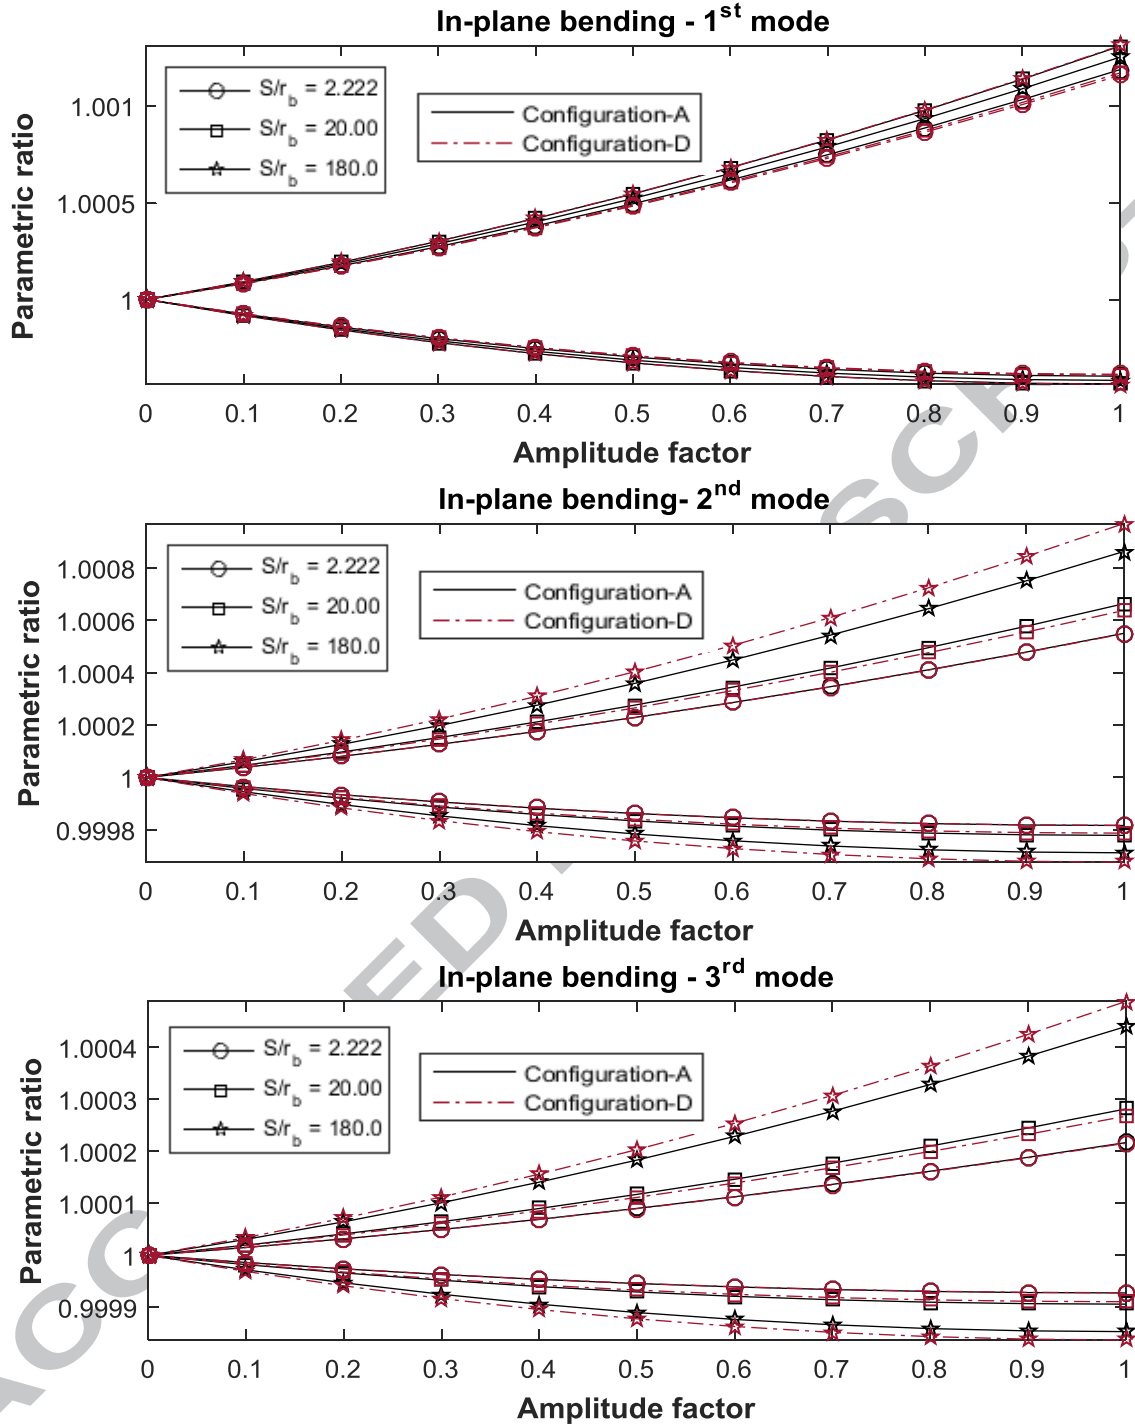 In-plane bending - 1st mode
S/rb = 2.222
S/rb = 20.00
S/rb = 180.0
Configuration-A
Configuration-D
Parametric ratio
1.001
1.0005
1
0 0.1 0.2 0.3 0.4 0.5 0.6 0.7 0.8 0.9 1
Amplitude factor
In-plane bending- 2nd mode
S/rb = 2.222
S/rb = 20.00
S/rb = 180.0
Configuration-A
Configuration-D
Parametric ratio
1.0008
1.0006
1.0004
1.0002
1
0.9998
0 0.1 0.2 0.3 0.4 0.5 0.6 0.7 0.8 0.9 1
Amplitude factor
In-plane bending - 3rd mode
S/rb = 2.222
S/rb = 20.00
S/rb = 180.0
Configuration-A
Configuration-D
Parametric ratio
1.0004
1.0003
1.0002
1.0001
1
0.9999
0 0.1 0.2 0.3 0.4 0.5 0.6 0.7 0.8 0.9 1
Amplitude factor